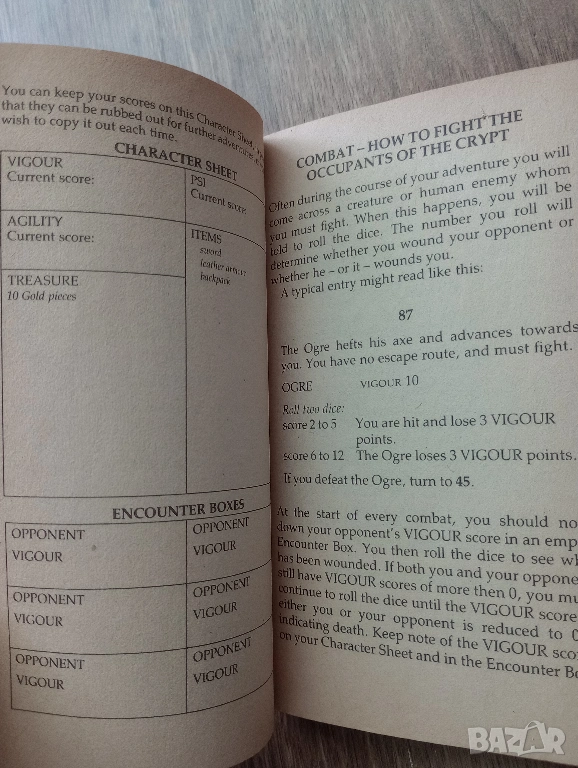 You can keep your scores on this Character Sheet,
that they can be rubbed out for further adventures
wish to copy it out each time.
CHARACTER SHEET
VIGOUR
Current score:
PSI
Current score:
AGILITY
Current score:
ITEMS
sword
leather armour
backpack
TREASURE
10 Gold pieces
ENCOUNTER BOXES
OPPONENT
VIGOUR
OPPONENT
VIGOUR
OPPONENT
VIGOUR
OPPONENT
VIGOUR
OPPONENT
VIGOUR
OPPONENT
VIGOUR
COMBAT – HOW TO FIGHT THE
OCCUPANTS OF THE CRYPT
Often during the course of your adventure you will
come across a creature or human enemy whom
you must fight. When this happens, you will be
told to roll the dice. The number you roll will
determine whether you wound your opponent or
whether he – or it – wounds you.
A typical entry might read like this:
87
The Ogre hefts his axe and advances towards
you. You have no escape route, and must fight.
OGRE VIGOUR 10
Roll two dice:
score 2 to 5 You are hit and lose 3 VIGOUR
points.
score 6 to 12 The Ogre loses 3 VIGOUR points.
If you defeat the Ogre, turn to 45.
At the start of every combat, you should no
down your opponent's VIGOUR score in an emp
Encounter Box. You then roll the dice to see wh
has been wounded. If both you and your oppone
still have VIGOUR scores of more then 0, you mu
continue to roll the dice until the VIGOUR score
either you or your opponent is reduced to 0
indicating death. Keep note of the VIGOUR scor
on your Character Sheet and in the Encounter Bo
BAZAR
www.Bazar.bg